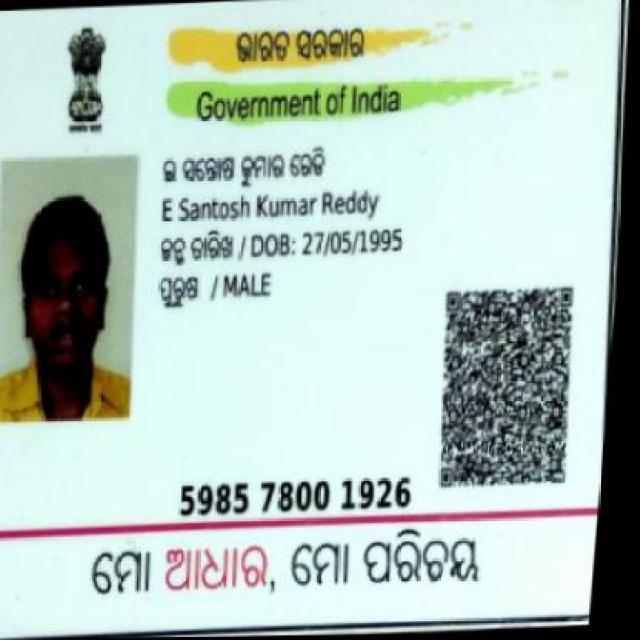 ଭାରତ ସରକାର
Government of India
ଇ ସନ୍ତୋଷ କୁମାର ରେଡି
E Santosh Kumar Reddy
ଜନ୍ମ ତାରିଖ / DOB: 27/05/1995
ପୁରୁଷ / MALE
5985 7800 1926
ମୋ ଆଧାର, ମୋ ପରିଚୟ